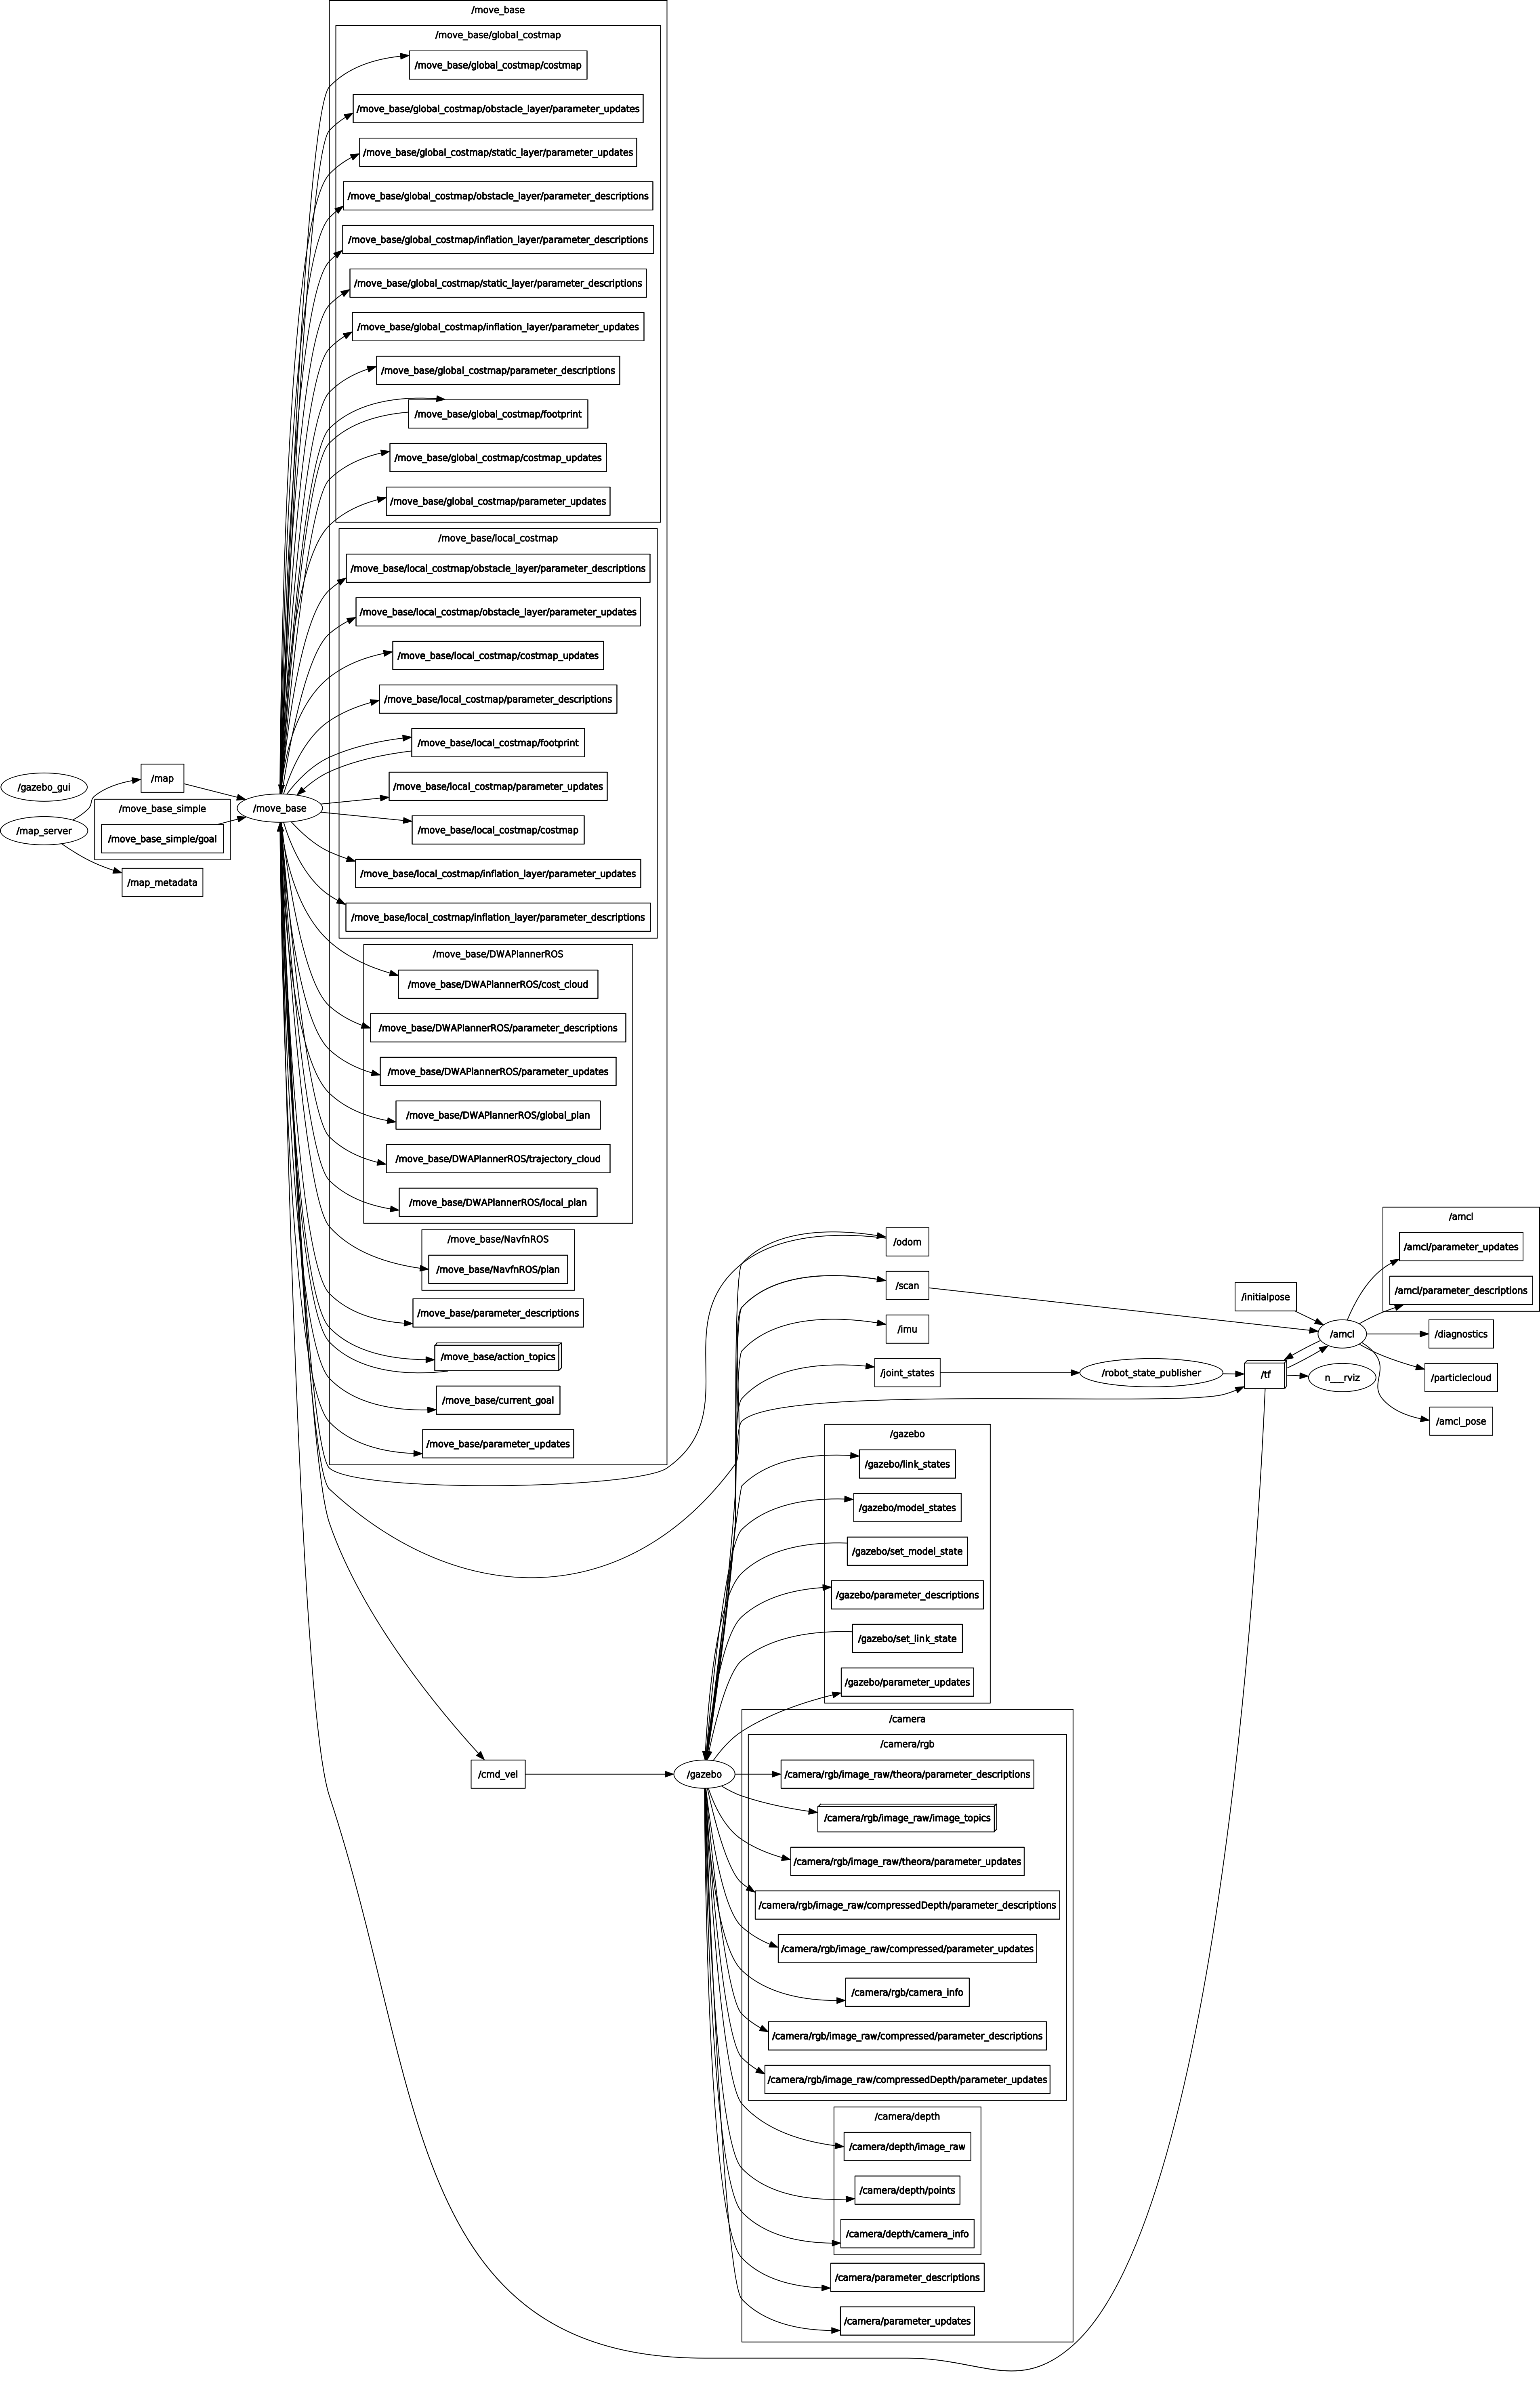 /move_base
/move_base/global_costmap
/move_base/global_costmap/costmap
/move_base/global_costmap/obstacle_layer/parameter_updates
/move_base/global_costmap/static_layer/parameter_updates
/move_base/global_costmap/obstacle_layer/parameter_descriptions
/move_base/global_costmap/inflation_layer/parameter_descriptions
/move_base/global_costmap/static_layer/parameter_descriptions
/move_base/global_costmap/inflation_layer/parameter_updates
/move_base/global_costmap/parameter_descriptions
/move_base/global_costmap/footprint
/move_base/global_costmap/costmap_updates
/move_base/global_costmap/parameter_updates
/move_base/local_costmap
/move_base/local_costmap/obstacle_layer/parameter_descriptions
/move_base/local_costmap/obstacle_layer/parameter_updates
/move_base/local_costmap/costmap_updates
/move_base/local_costmap/parameter_descriptions
/move_base/local_costmap/footprint
/move_base/local_costmap/parameter_updates
/move_base/local_costmap/costmap
/move_base/local_costmap/inflation_layer/parameter_updates
/move_base/local_costmap/inflation_layer/parameter_descriptions
/gazebo_gui
/map_server
/map
/move_base_simple
/move_base_simple/goal
/map_metadata
/move_base
/move_base/DWAPlannerROS
/move_base/DWAPlannerROS/cost_cloud
/move_base/DWAPlannerROS/parameter_descriptions
/move_base/DWAPlannerROS/parameter_updates
/move_base/DWAPlannerROS/global_plan
/move_base/DWAPlannerROS/trajectory_cloud
/move_base/DWAPlannerROS/local_plan
/move_base/NavfnROS
/move_base/NavfnROS/plan
/move_base/parameter_descriptions
/move_base/action_topics
/move_base/current_goal
/move_base/parameter_updates
/odom
/scan
/imu
/joint_states
/robot_state_publisher
/tf
/initialpose
/amcl
n___rviz
/amcl
/amcl/parameter_updates
/amcl/parameter_descriptions
/diagnostics
/particlecloud
/amcl_pose
/gazebo
/gazebo/link_states
/gazebo/model_states
/gazebo/set_model_state
/gazebo/parameter_descriptions
/gazebo/set_link_state
/gazebo/parameter_updates
/cmd_vel
/gazebo
/camera
/camera/rgb
/camera/rgb/image_raw/theora/parameter_descriptions
/camera/rgb/image_raw/image_topics
/camera/rgb/image_raw/theora/parameter_updates
/camera/rgb/image_raw/compressedDepth/parameter_descriptions
/camera/rgb/image_raw/compressed/parameter_updates
/camera/rgb/camera_info
/camera/rgb/image_raw/compressed/parameter_descriptions
/camera/rgb/image_raw/compressedDepth/parameter_updates
/camera/depth
/camera/depth/image_raw
/camera/depth/points
/camera/depth/camera_info
/camera/parameter_descriptions
/camera/parameter_updates